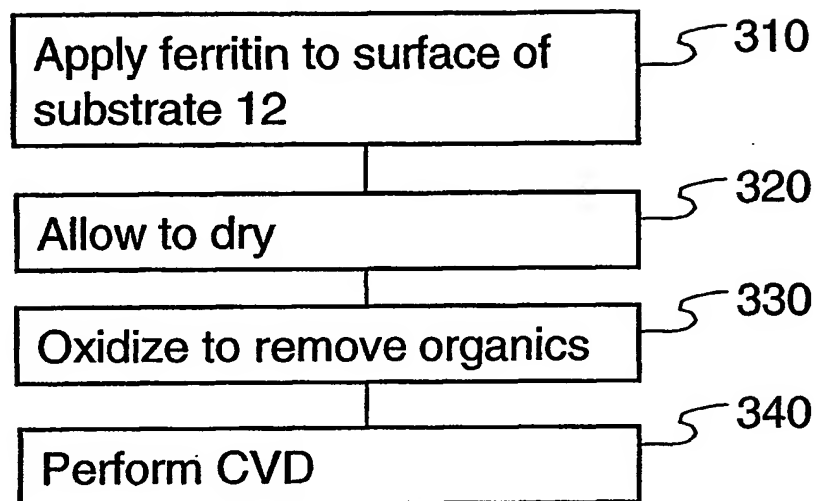 Apply ferritin to surface of
substrate 12
310
Allow to dry
320
Oxidize to remove organics
330
Perform CVD
340